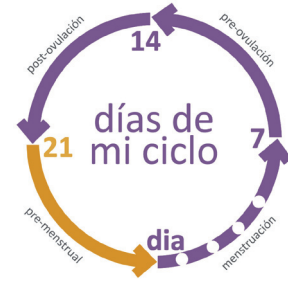 post-ovulación
pre-ovulación
14
días de
mi ciclo
7
21
pre-menstrual
dia
menstruación